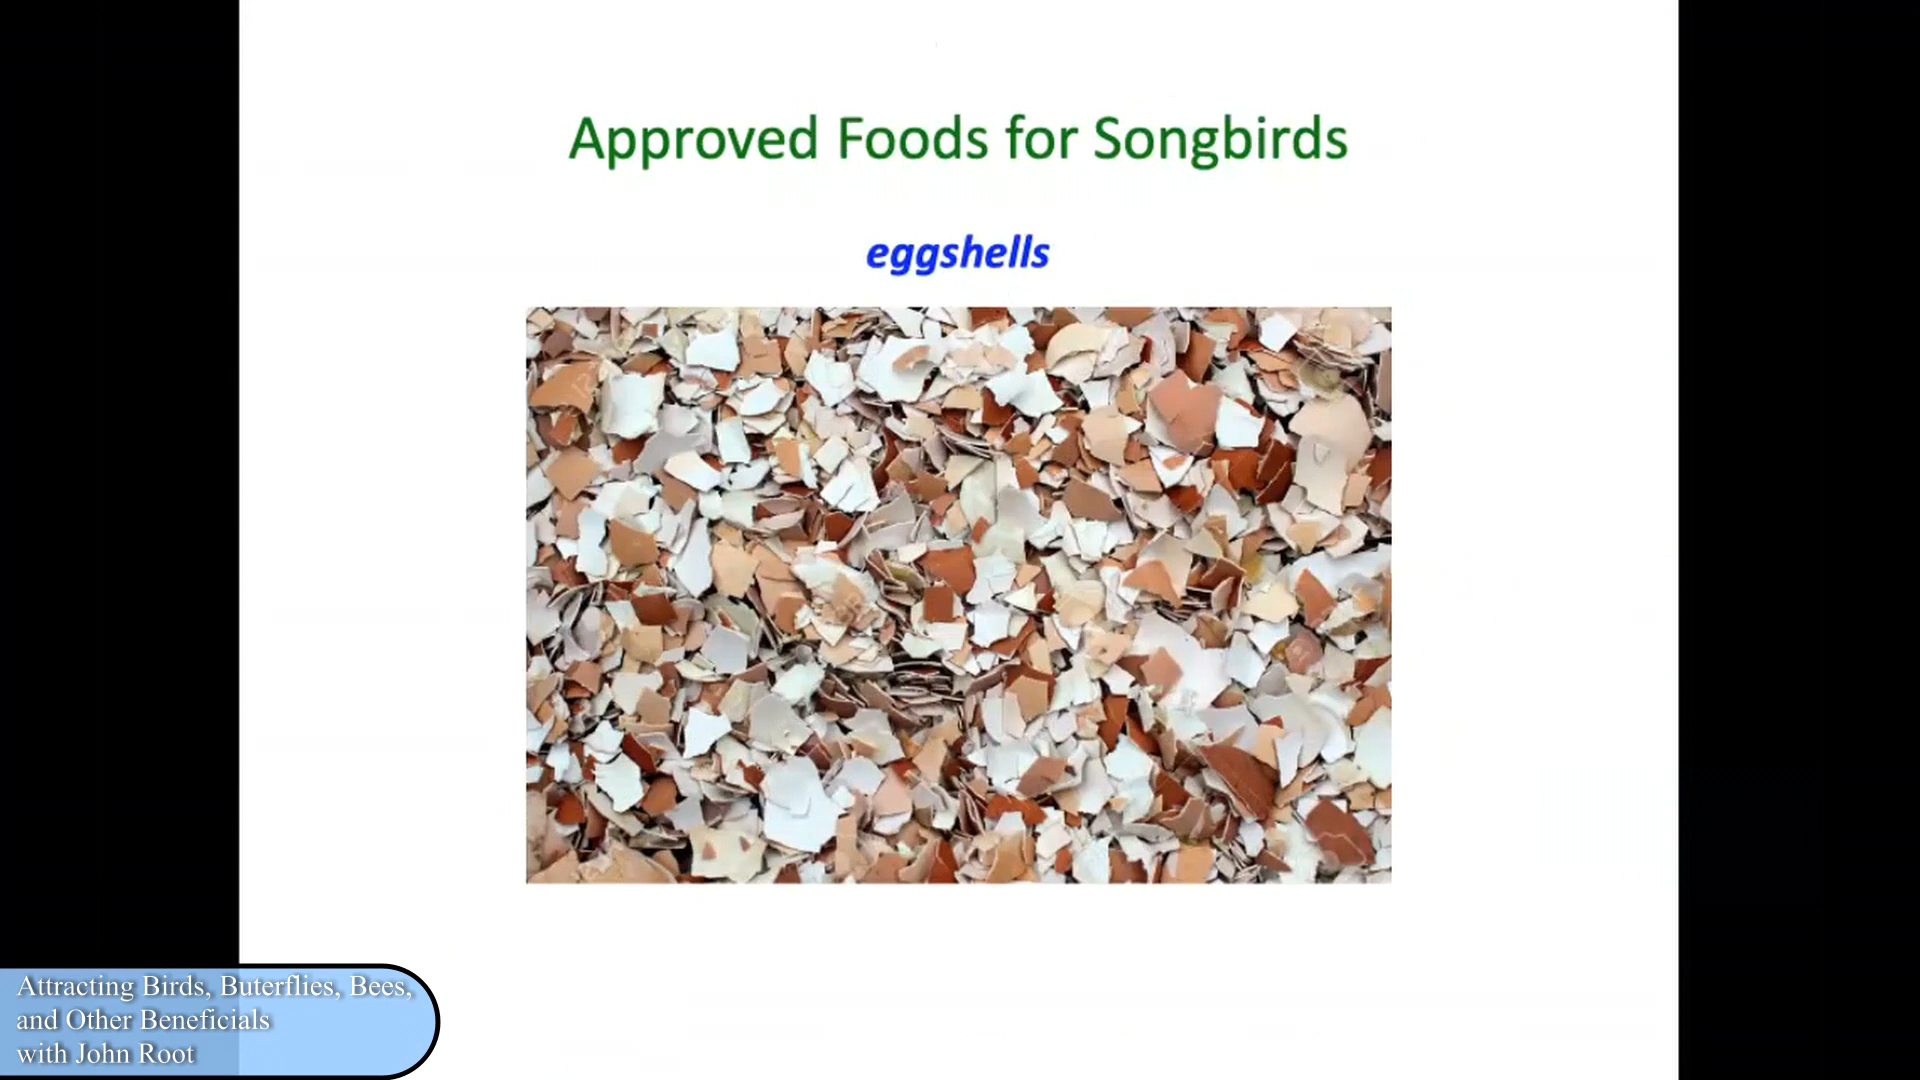 Approved Foods for Songbirds
eggshells
Attracting Birds, Buterflies, Bees,
and Other Beneficials
with John Root